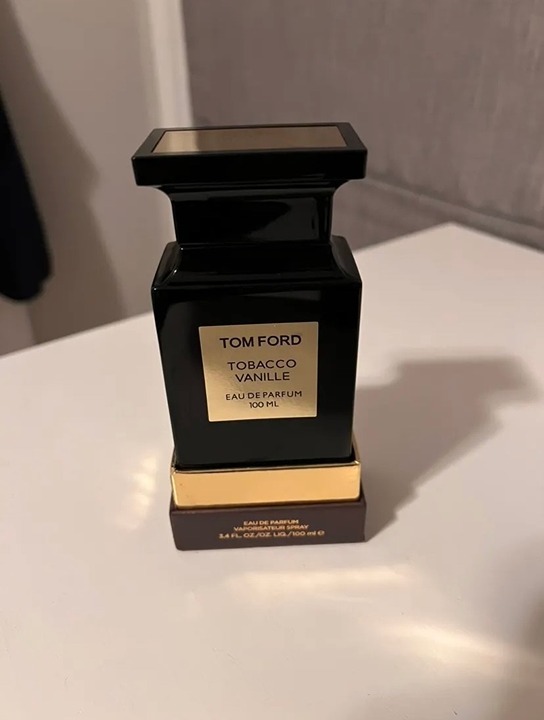 TOM FORD
TOBACCO
VANILLE
EAU DE PARFUM
100 ML
EAU DE PARFUM
VAPORISATEUR SPRAY
3.4 FL. OZ./OZ. LIQ./100 ml ℮